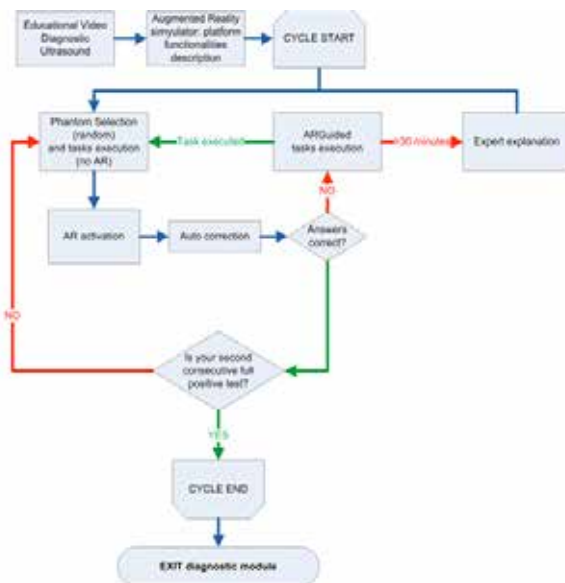 Educational Video
Diagnostic
Ultrasound
Augmented Reality
simyulator: platform
functionalities
description
CYCLE START
Phantom Selection
(random)
and tasks execution
(no AR)
Task executed
ARGuided
tasks execution
>30 minutes
Expert explanation
NO
AR activation
Auto correction
Answers
correct?
NO
Is your second
consecutive full
positive test?
YES
CYCLE END
EXIT diagnostic module